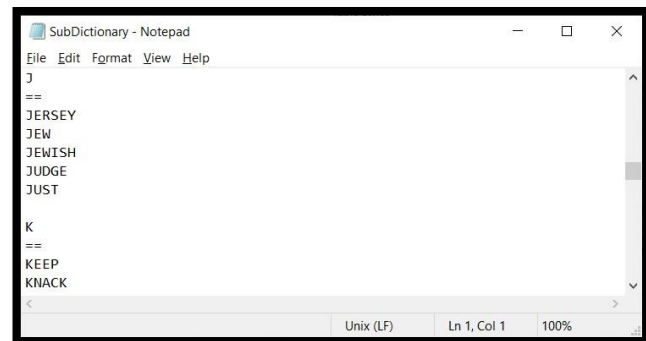 SubDictionary - Notepad
File Edit Format View Help
J
==
JERSEY
JEW
JEWISH
JUDGE
JUST
K
==
KEEP
KNACK
Unix (LF) Ln 1, Col 1 100%